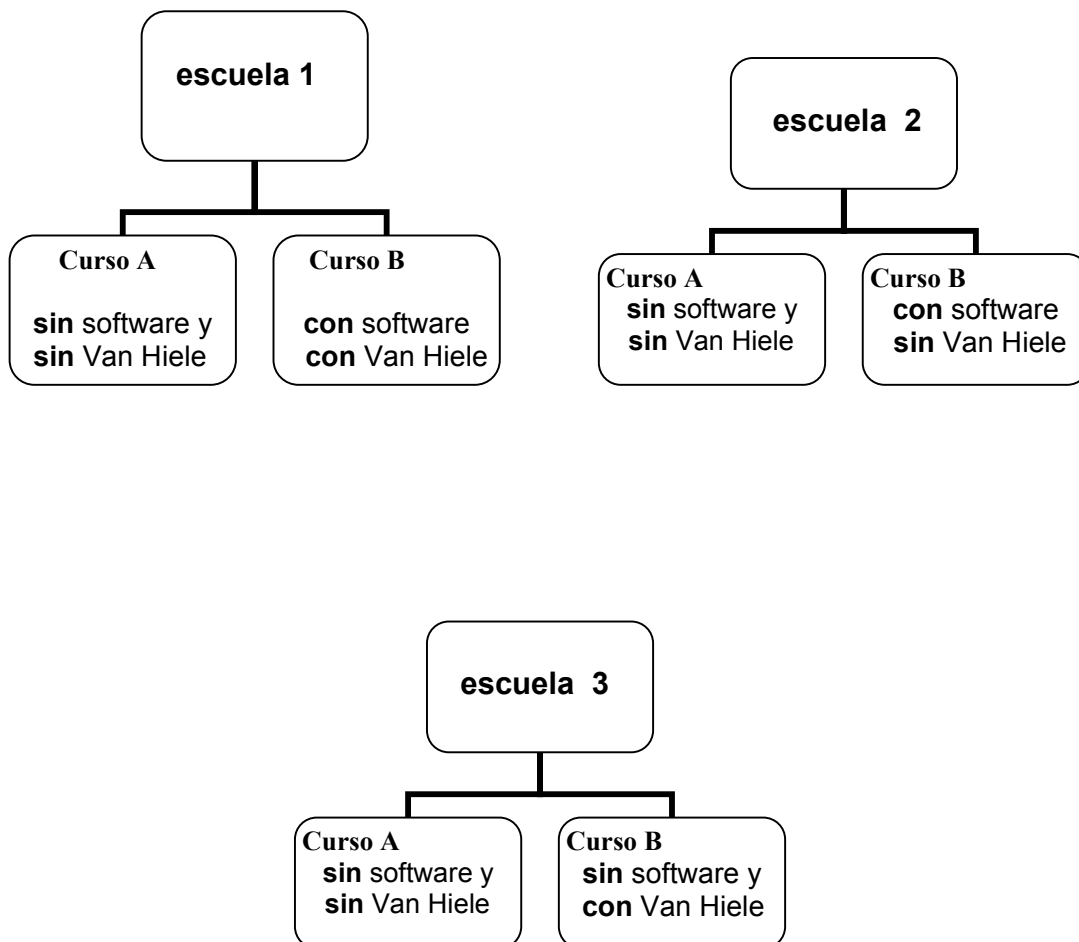 escuela 1
Curso A
sin software y
sin Van Hiele
Curso B
con software
con Van Hiele
escuela 2
Curso A
sin software y
sin Van Hiele
Curso B
con software
sin Van Hiele
escuela 3
Curso A
sin software y
sin Van Hiele
Curso B
sin software y
con Van Hiele